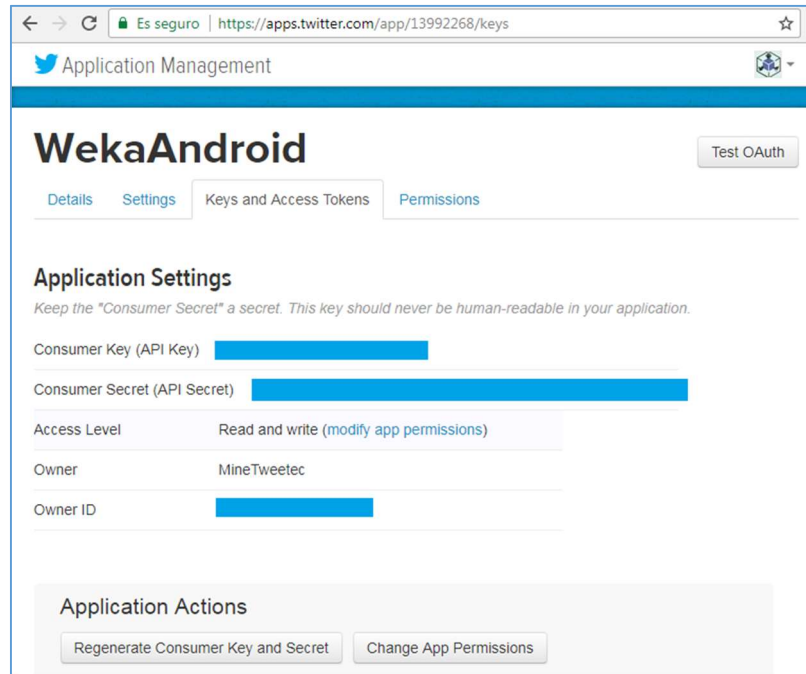 Es seguro | https://apps.twitter.com/app/13992268/keys
Application Management
WekaAndroid
Test OAuth
Details Settings Keys and Access Tokens Permissions
Application Settings
Keep the "Consumer Secret" a secret. This key should never be human-readable in your application.
Consumer Key (API Key)
Consumer Secret (API Secret)
Access Level Read and write (modify app permissions)
Owner MineTweetec
Owner ID
Application Actions
Regenerate Consumer Key and Secret Change App Permissions